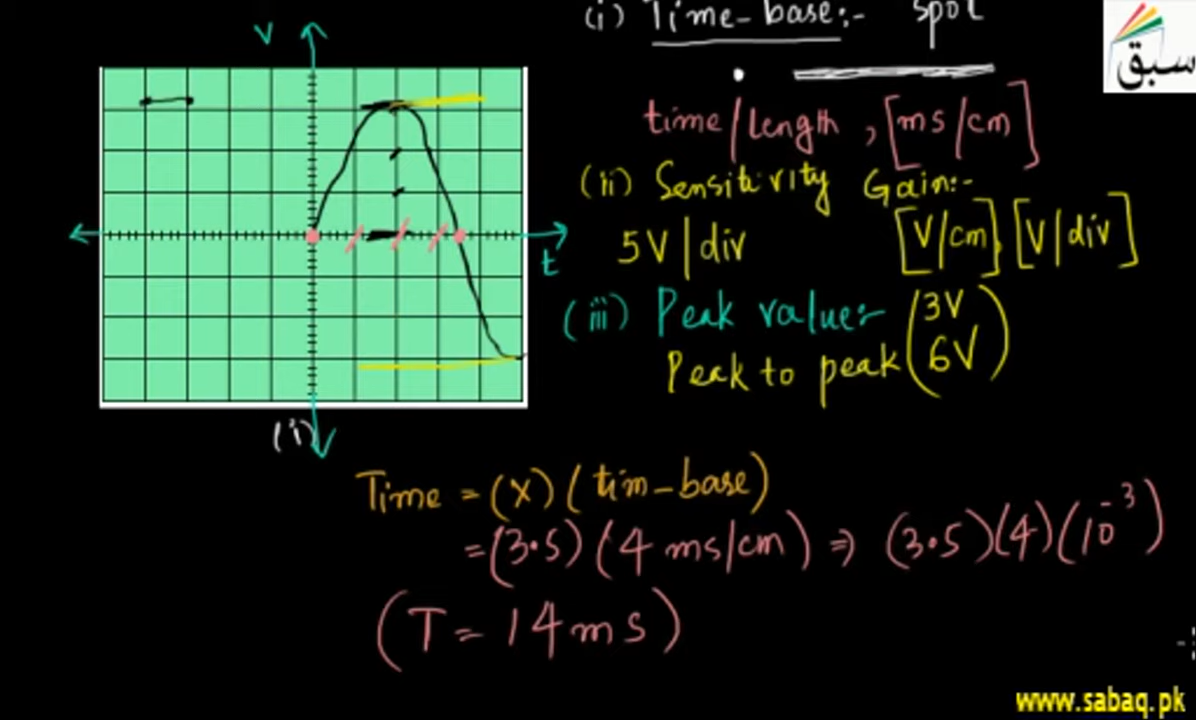 (i) Time-base:- spot
سبق
V
time/length, [ms/cm]
(ii) Sensitivity Gain:-
5V/div [V/cm], [V/div]
t
(iii) Peak value:- (3V
Peak to peak 6V)
(i)
Time = (X) (tim-base)
= (3.5) (4 ms/cm) ⇒ (3.5)(4)(10⁻³)
(T = 14ms)
www.sabaq.pk